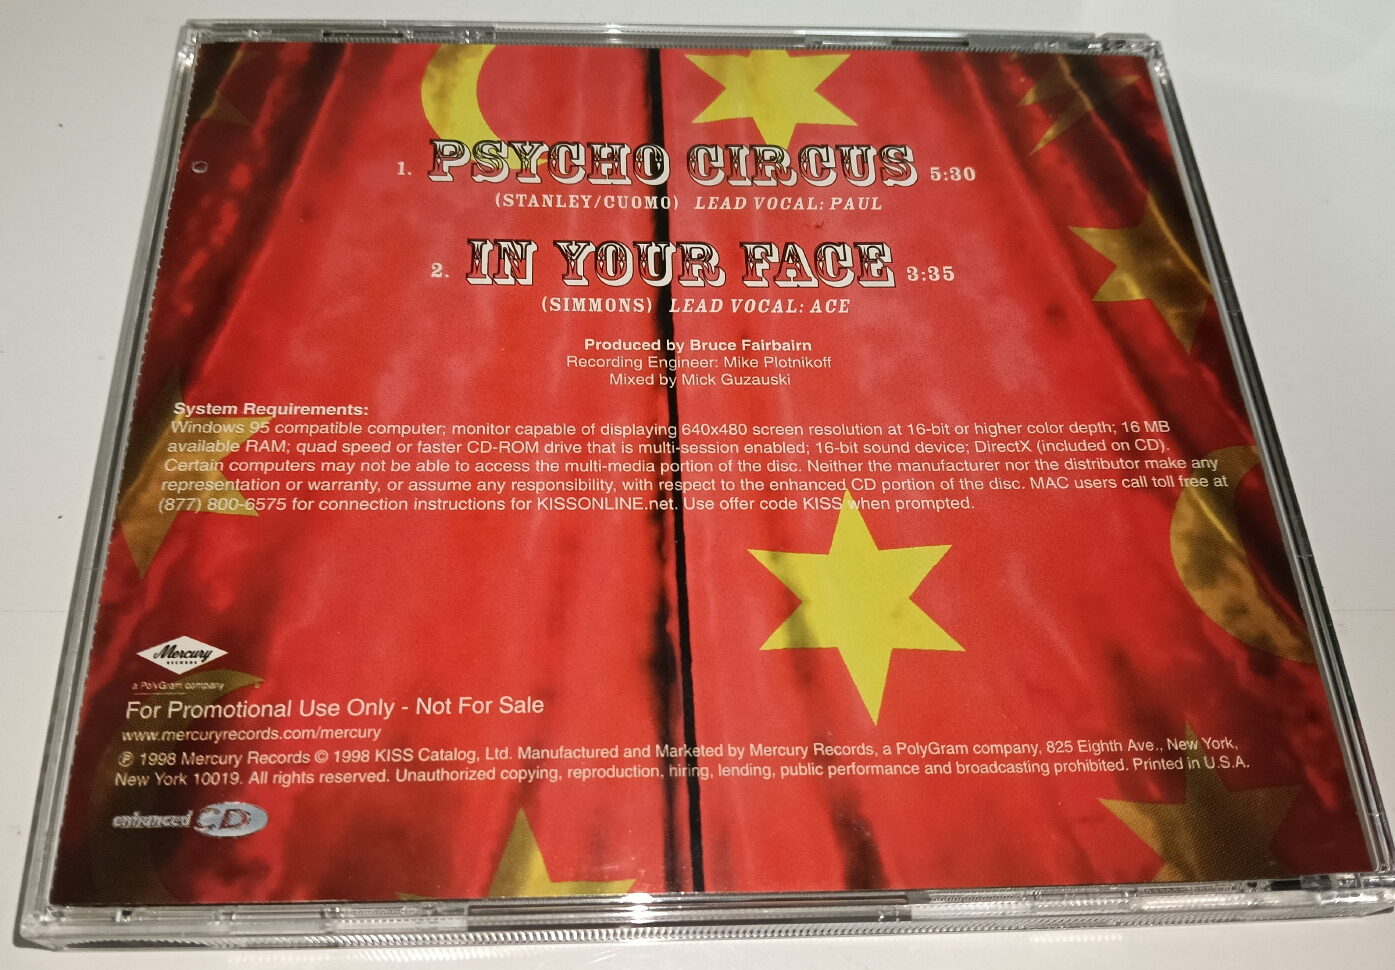 1. PSYCHO CIRCUS 5:30
(STANLEY/CUOMO) LEAD VOCAL: PAUL
2. IN YOUR FACE 3:35
(SIMMONS) LEAD VOCAL: ACE
Produced by Bruce Fairbairn
Recording Engineer: Mike Plotnikoff
Mixed by Mick Guzauski
System Requirements:
Windows 95 compatible computer; monitor capable of displaying 640x480 screen resolution at 16-bit or higher color depth; 16 MB
available RAM; quad speed or faster CD-ROM drive that is multi-session enabled; 16-bit sound device; DirectX (included on CD).
Certain computers may not be able to access the multi-media portion of the disc. Neither the manufacturer nor the distributor make any
representation or warranty, or assume any responsibility, with respect to the enhanced CD portion of the disc. MAC users call toll free at
(877) 800-6575 for connection instructions for KISSONLINE.net. Use offer code KISS when prompted.
Mercury
RECORDS
a PolyGram company
For Promotional Use Only - Not For Sale
www.mercuryrecords.com/mercury
℗ 1998 Mercury Records © 1998 KISS Catalog, Ltd. Manufactured and Marketed by Mercury Records, a PolyGram company, 825 Eighth Ave., New York,
New York 10019. All rights reserved. Unauthorized copying, reproduction, hiring, lending, public performance and broadcasting prohibited. Printed in U.S.A.
enhanced CD